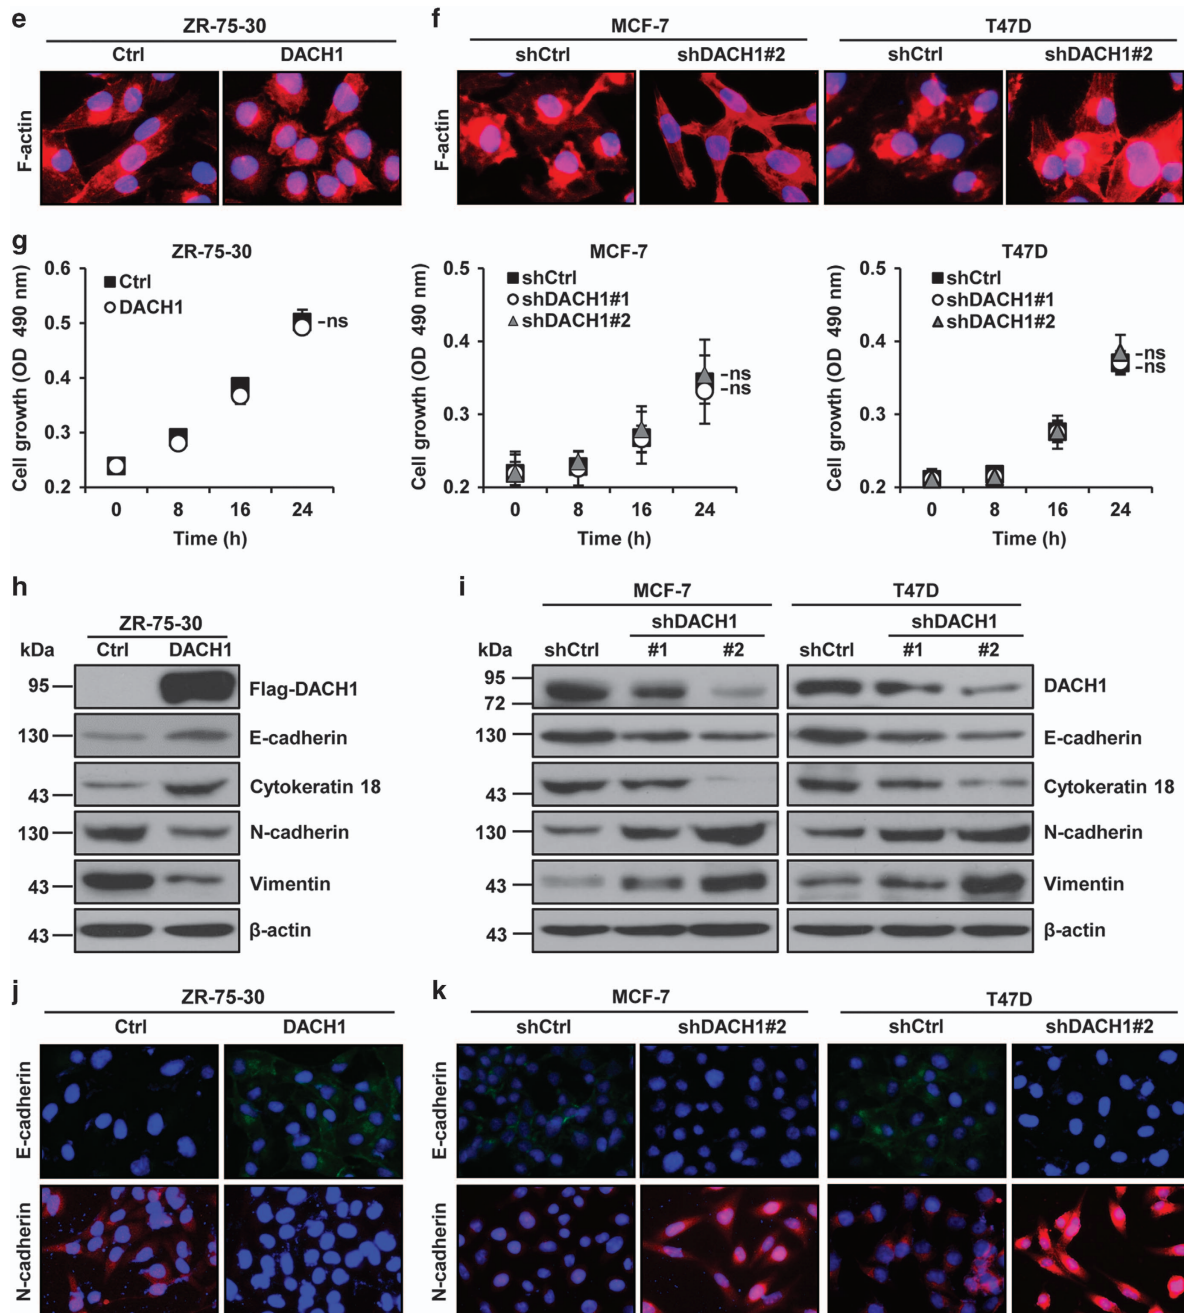 e
ZR-75-30
Ctrl DACH1
F-actin
f
MCF-7 T47D
shCtrl shDACH1#2 shCtrl shDACH1#2
F-actin
g
ZR-75-30
Cell growth (OD 490 nm)
0.6
0.5
0.4
0.3
0.2
Ctrl
DACH1
ns
0 8 16 24
Time (h)
MCF-7
Cell growth (OD 490 nm)
0.5
0.4
0.3
0.2
shCtrl
shDACH1#1
shDACH1#2
ns
ns
0 8 16 24
Time (h)
T47D
Cell growth (OD 490 nm)
0.5
0.4
0.3
0.2
shCtrl
shDACH1#1
shDACH1#2
ns
ns
0 8 16 24
Time (h)
h
ZR-75-30
kDa Ctrl DACH1
95 Flag-DACH1
130 E-cadherin
43 Cytokeratin 18
130 N-cadherin
43 Vimentin
43 β-actin
i
MCF-7 T47D
shDACH1 shDACH1
kDa shCtrl #1 #2 shCtrl #1 #2
95
72 DACH1
130 E-cadherin
43 Cytokeratin 18
130 N-cadherin
43 Vimentin
43 β-actin
j
ZR-75-30
Ctrl DACH1
E-cadherin
N-cadherin
k
MCF-7 T47D
shCtrl shDACH1#2 shCtrl shDACH1#2
E-cadherin
N-cadherin